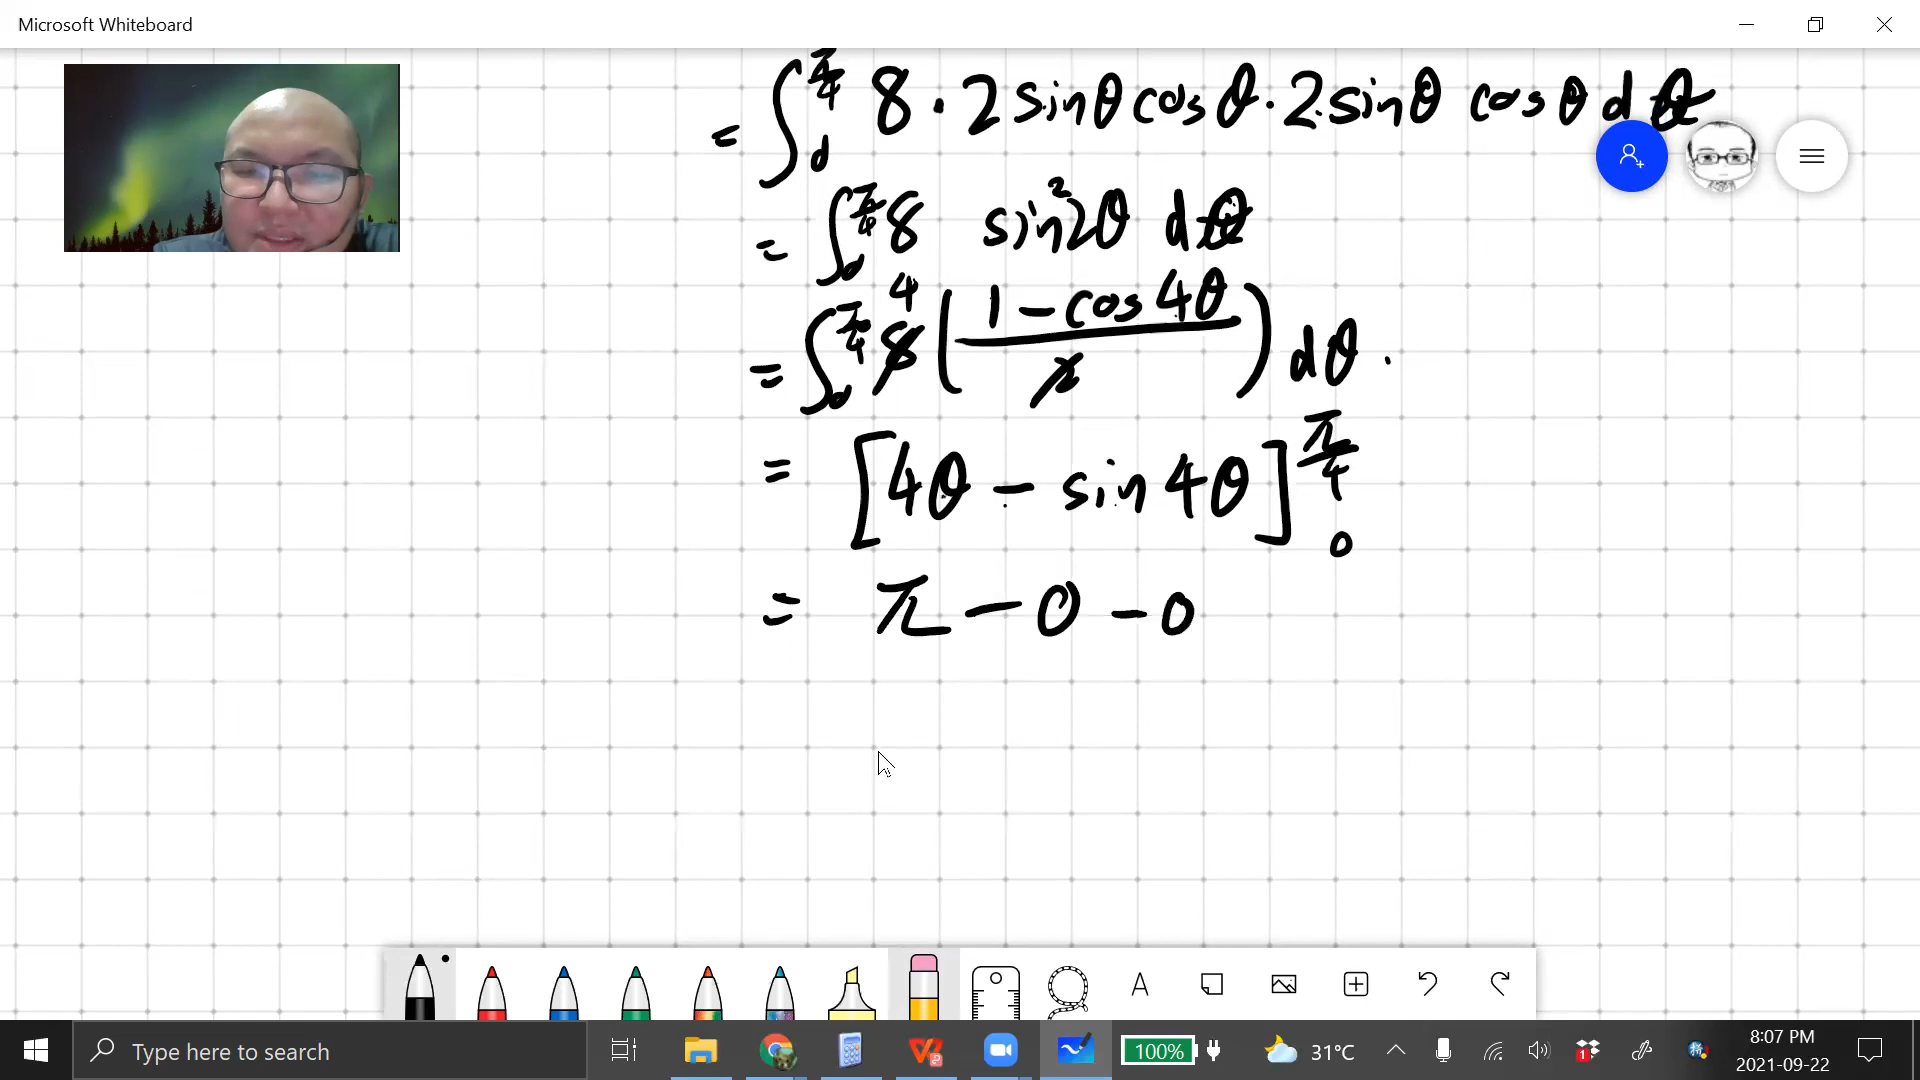 Microsoft Whiteboard
= ∫₀^(π/4) 8 · 2 sinθ cosθ · 2 sinθ cosθ dθ
= ∫₀^(π/4) 8 sin²2θ dθ
4
= ∫₀^(π/4) 8 ( (1 - cos 4θ) / 2 ) dθ .
= [4θ - sin 4θ]₀^(π/4)
= π - 0 - 0
Type here to search
100%
31°C
1
8:07 PM
2021-09-22